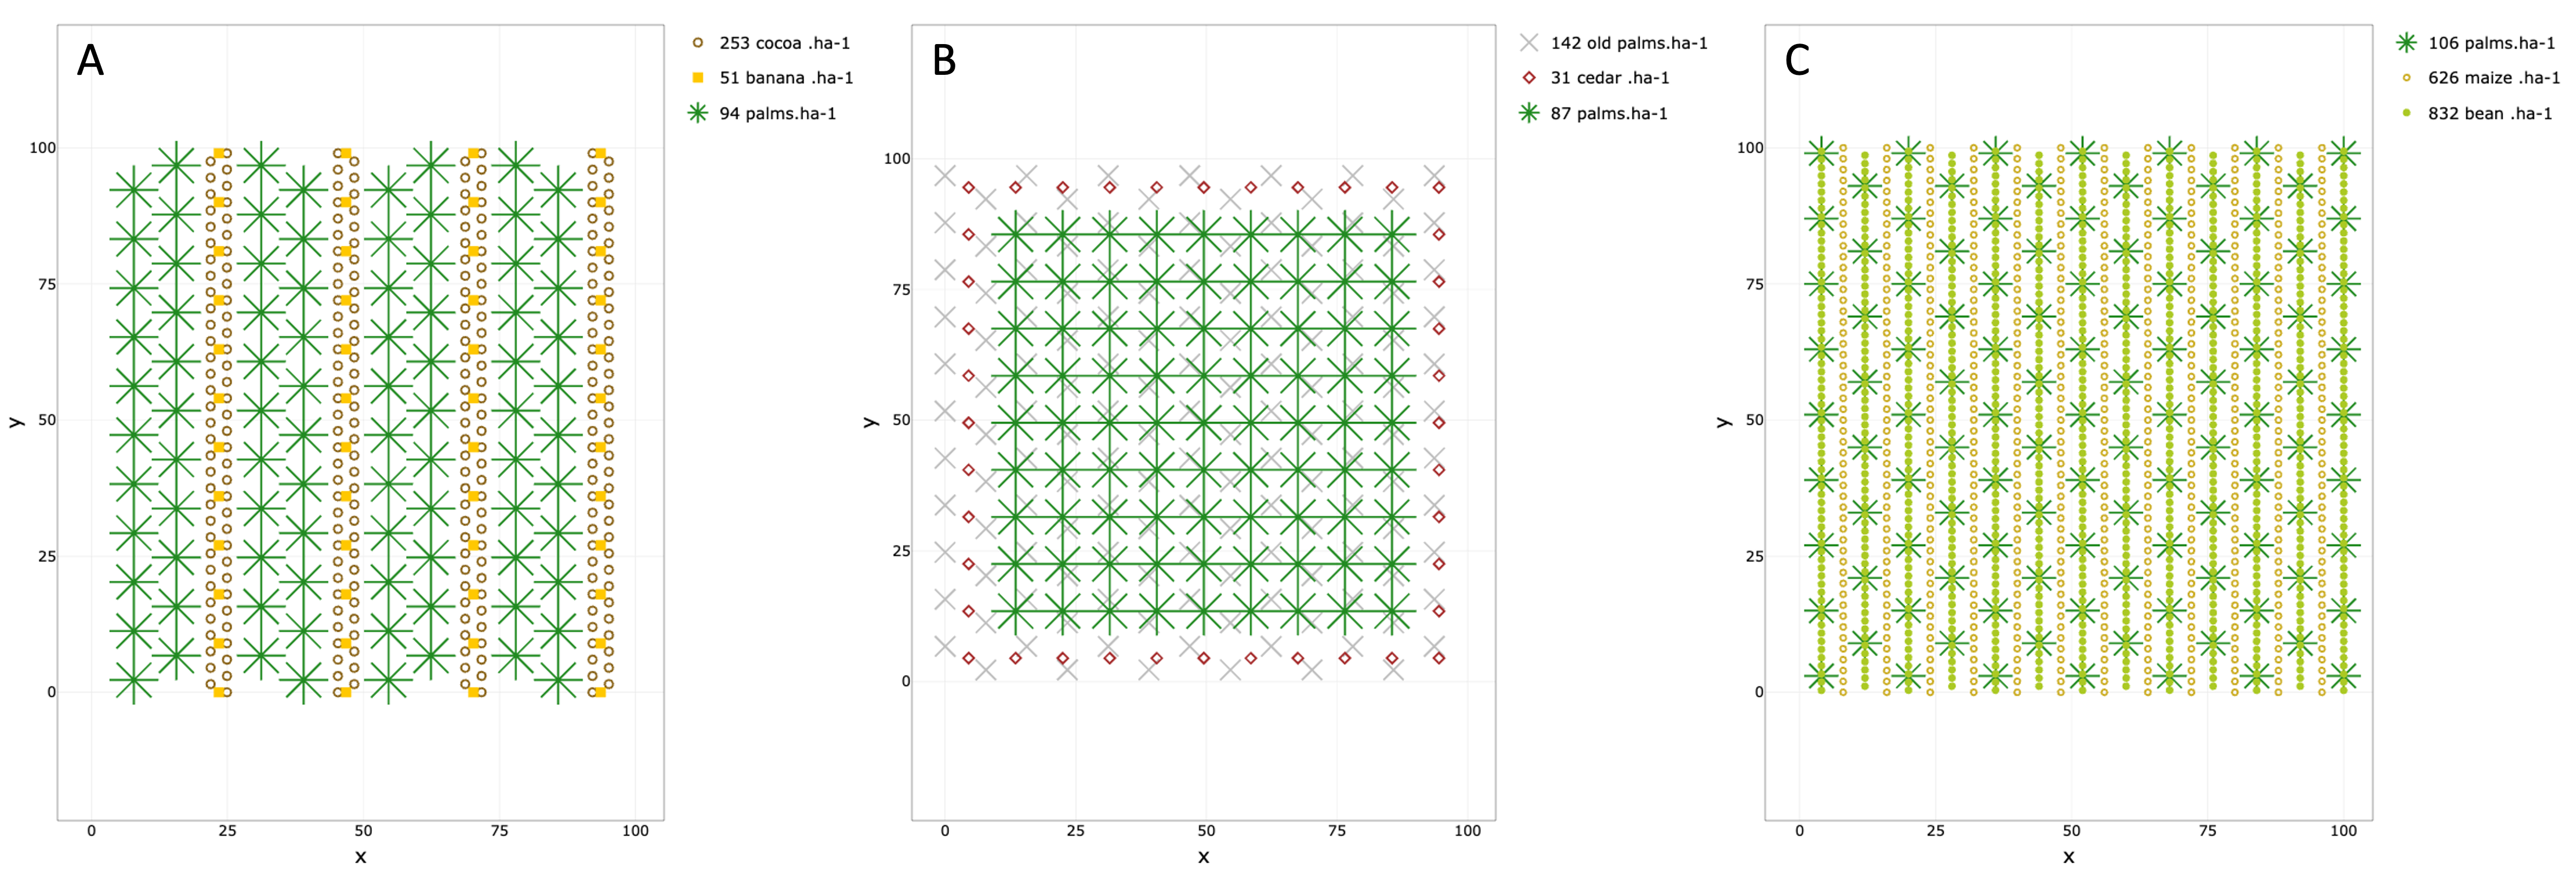 A
253 cocoa .ha-1
51 banana .ha-1
94 palms.ha-1
100
75
50
25
0
y
0 25 50 75 100
x
B
142 old palms.ha-1
31 cedar .ha-1
87 palms.ha-1
100
75
50
25
0
y
0 25 50 75 100
x
C
106 palms.ha-1
626 maize .ha-1
832 bean .ha-1
100
75
50
25
0
y
0 25 50 75 100
x